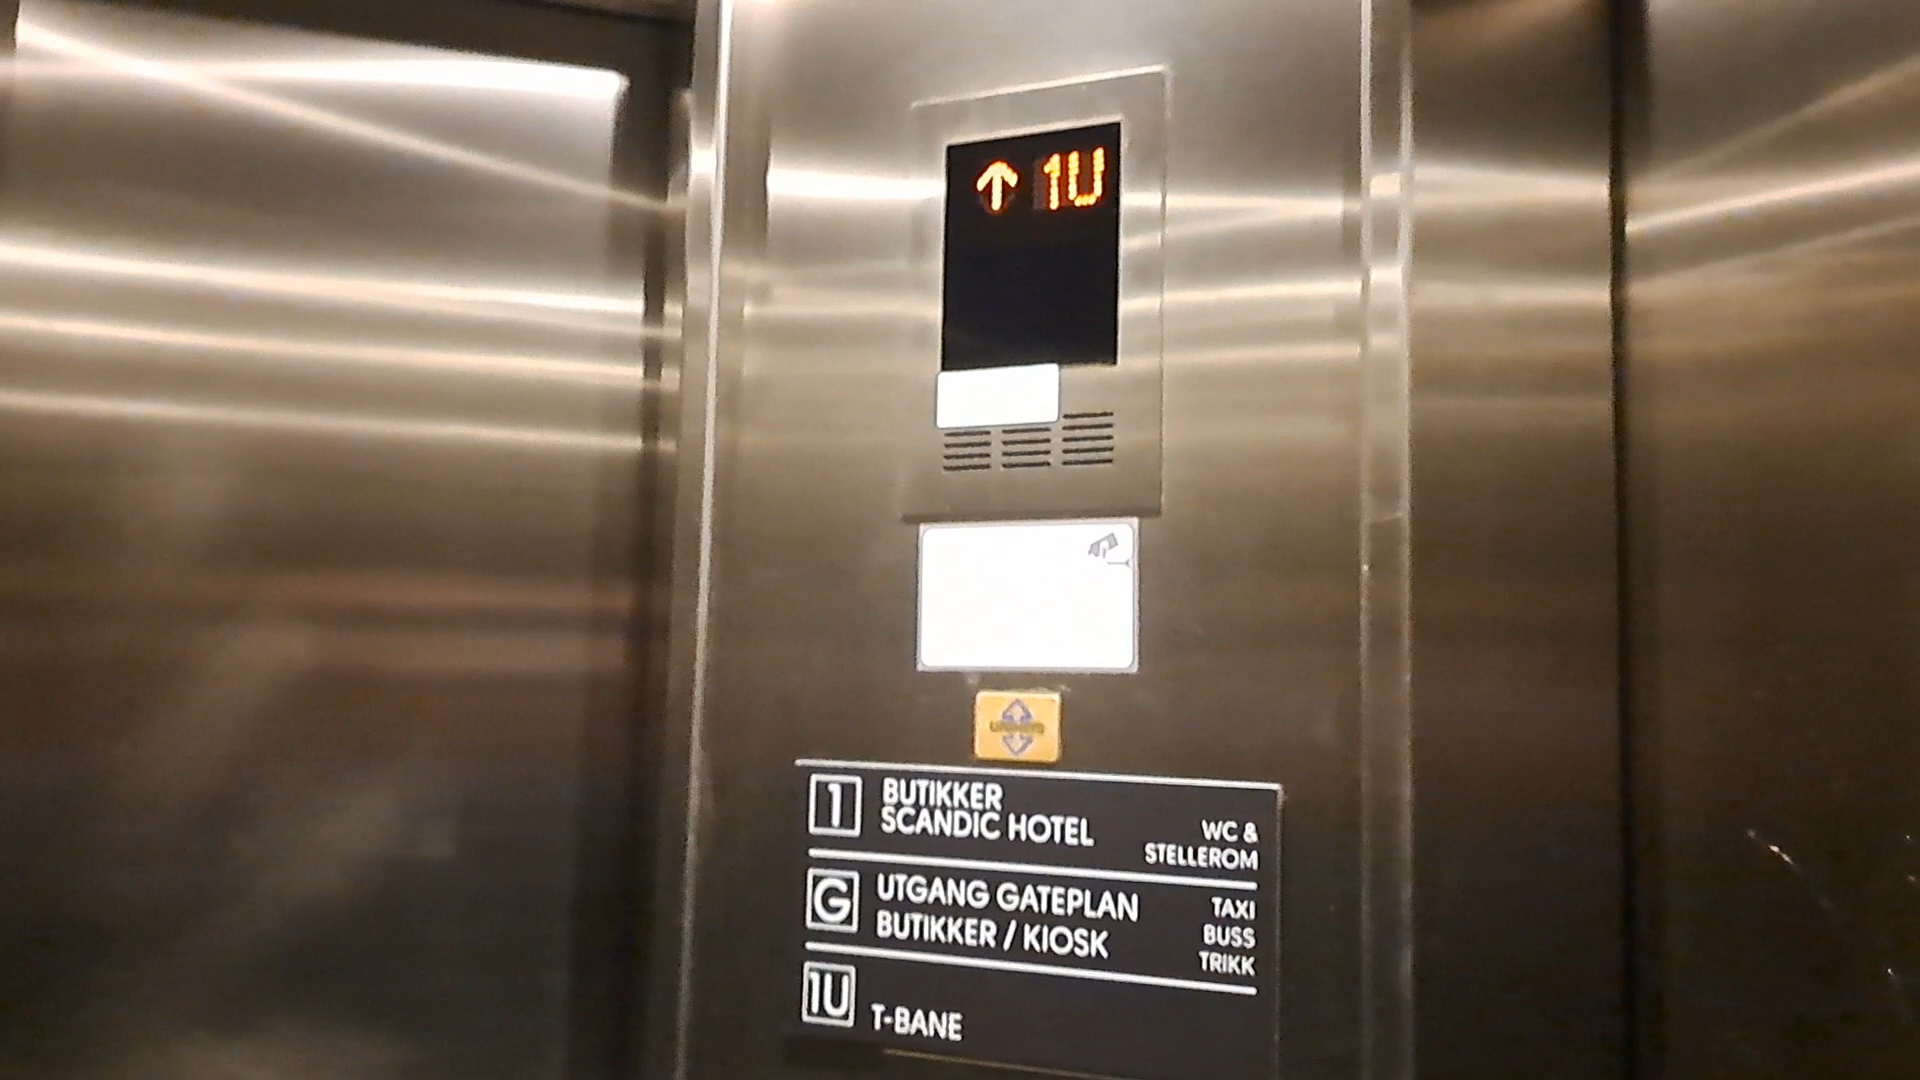 1U
1 BUTIKKER
SCANDIC HOTEL
WC &
STELLEROM
G UTGANG GATEPLAN
BUTIKKER / KIOSK
TAXI
BUSS
TRIKK
1U T-BANE